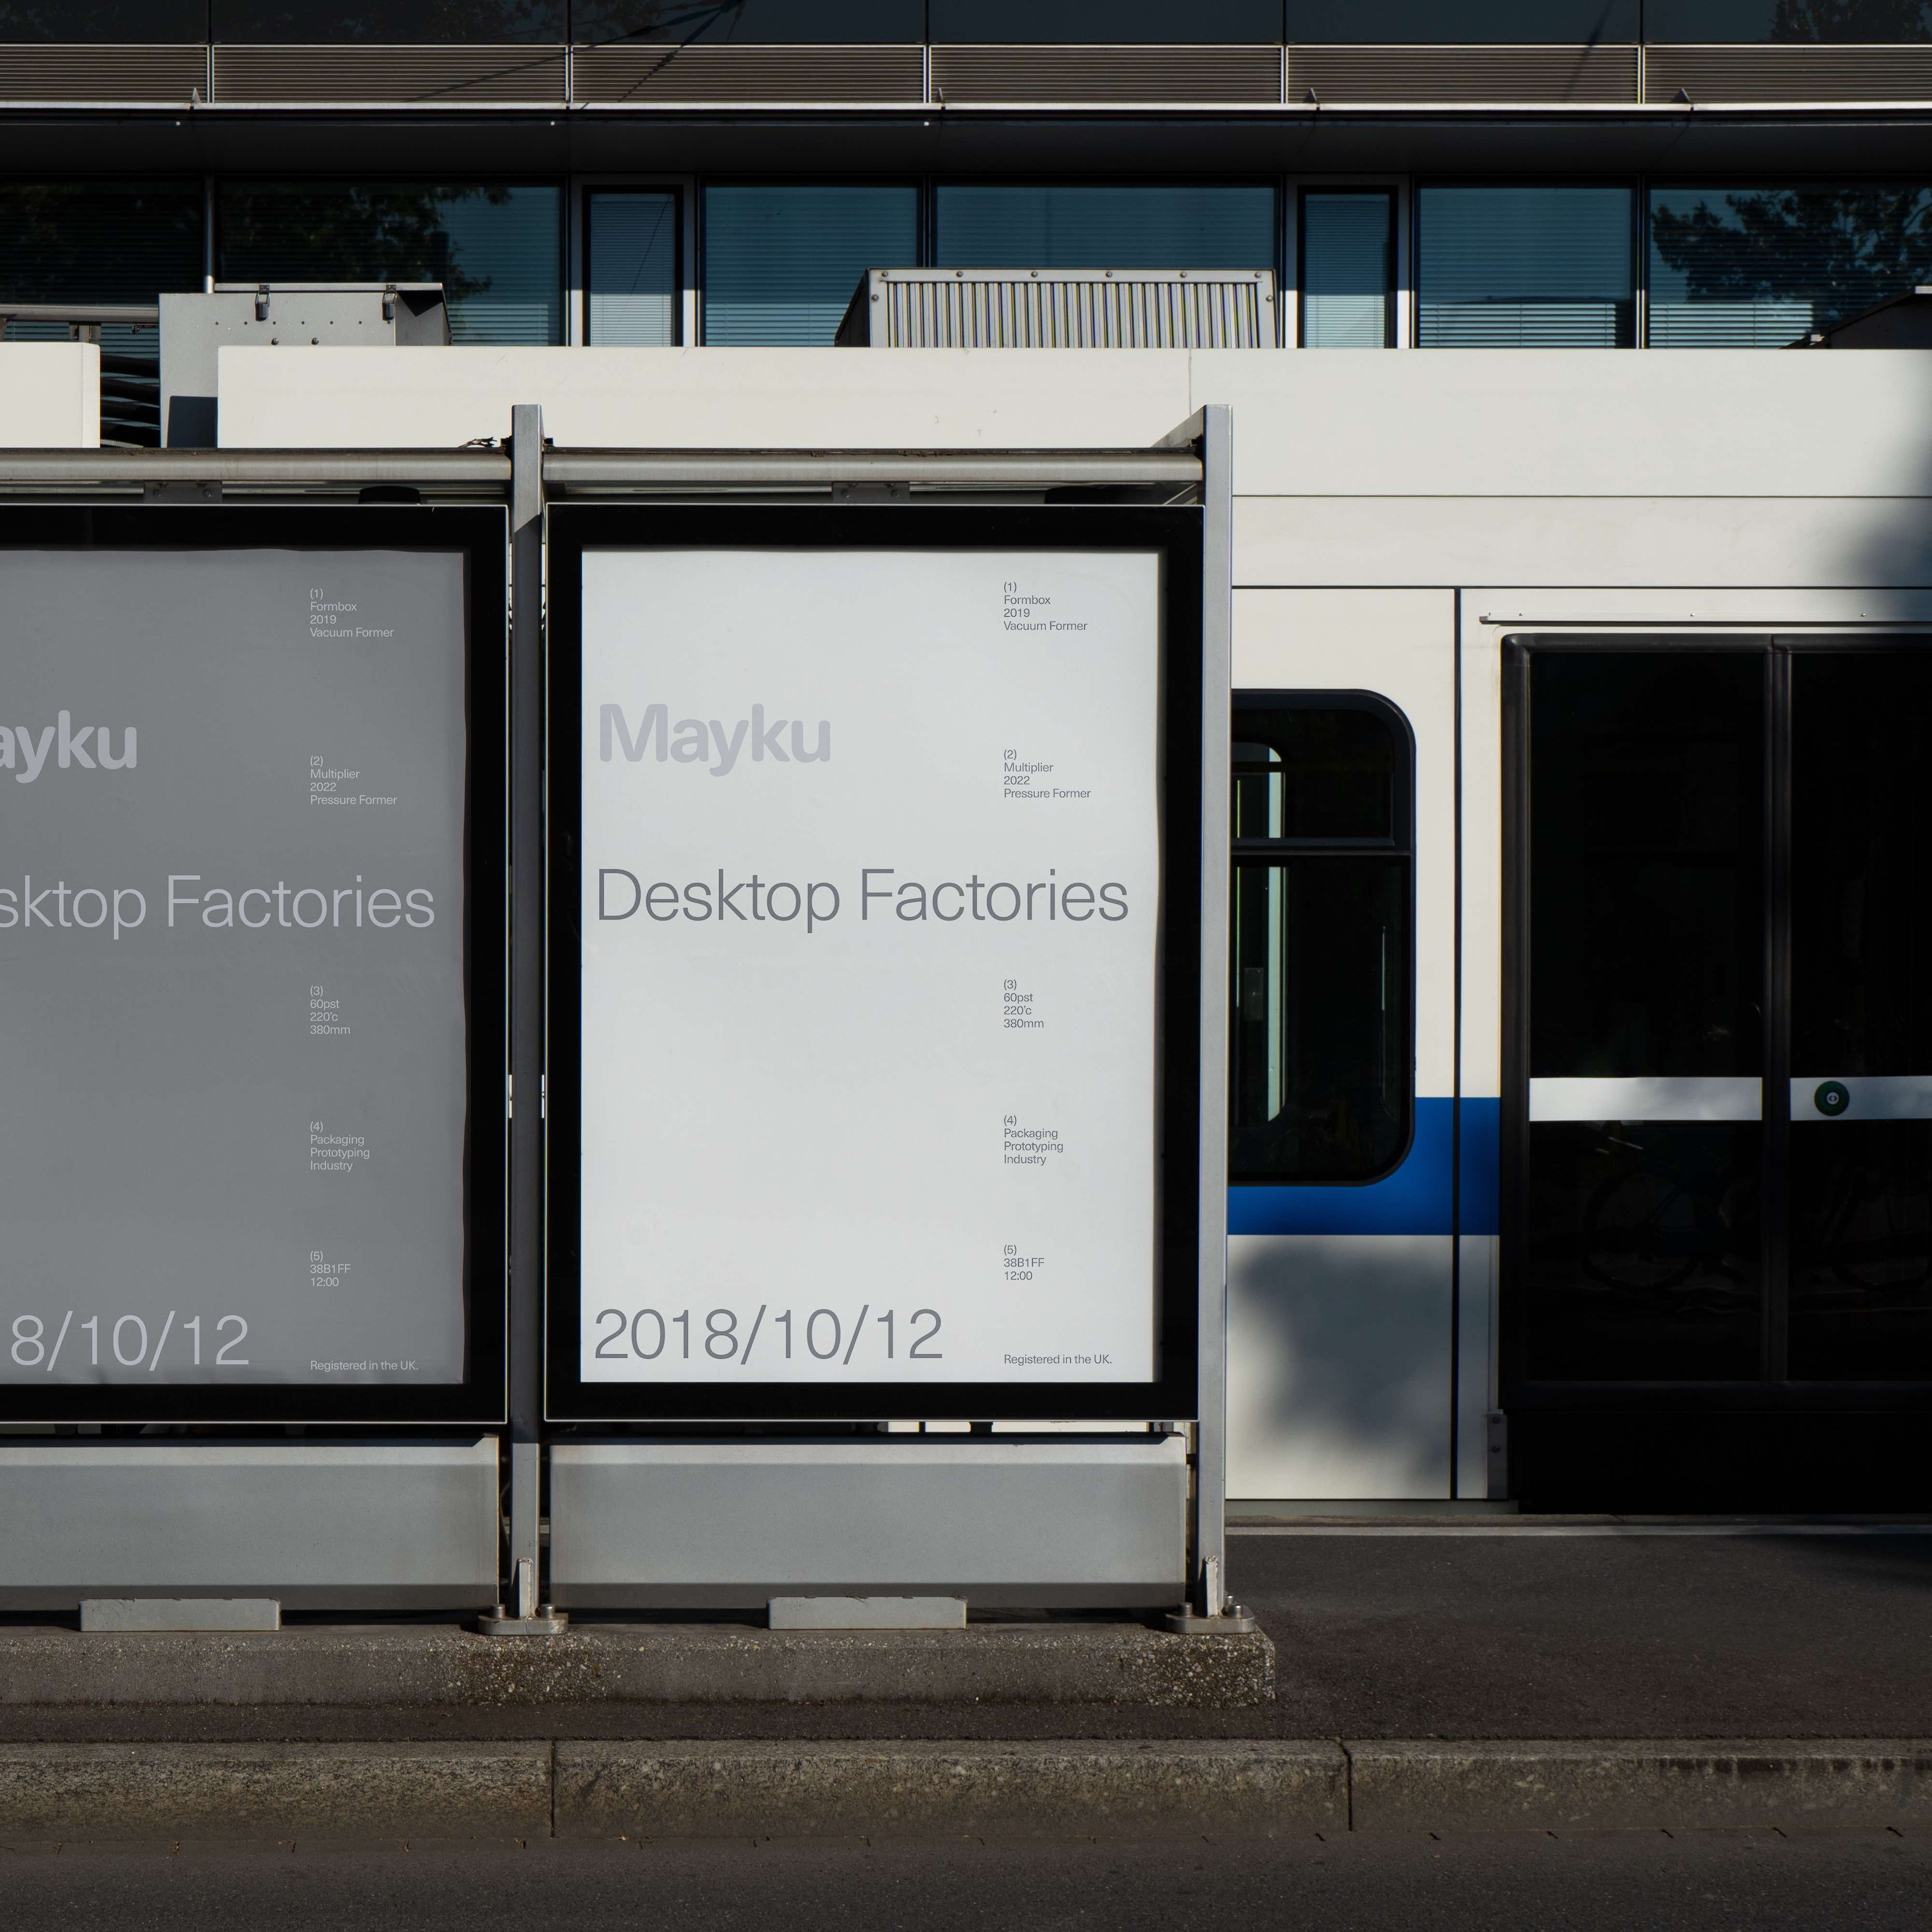 (1)
Formbox
2019
Vacuum Former
ayku
(2)
Multiplier
2022
Pressure Former
sktop Factories
(3)
60pst
220'c
380mm
(4)
Packaging
Prototyping
Industry
(5)
38B1FF
12:00
8/10/12
Registered in the UK.
(1)
Formbox
2019
Vacuum Former
Mayku
(2)
Multiplier
2022
Pressure Former
Desktop Factories
(3)
60pst
220'c
380mm
(4)
Packaging
Prototyping
Industry
(5)
38B1FF
12:00
2018/10/12
Registered in the UK.